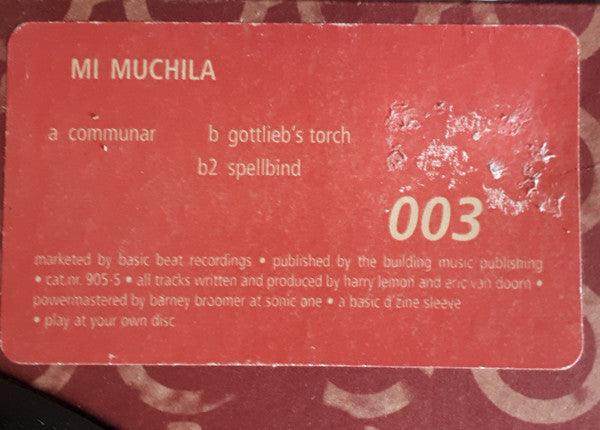 MI MUCHILA
a communar b gottlieb's torch
b2 spellbind
003
marketed by basic beat recordings • published by the building music publishing
• cat.nr. 905-5 • all tracks written and produced by harry lemon and eric van doorn •
powermastered by barney broomer at sonic one • a basic d'zine sleeve
• play at your own disc